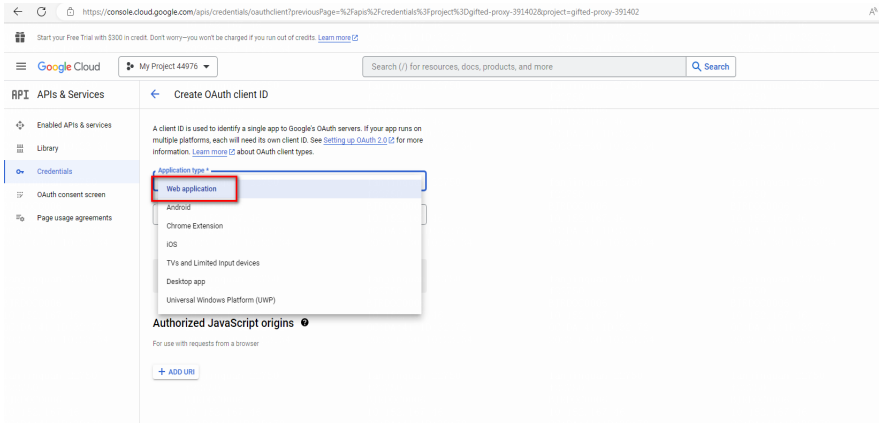 https://console.cloud.google.com/apis/credentials/oauthclient?previousPage=%2Fapis%2Fcredentials%3Fproject%3Dgifted-proxy-391402&project=gifted-proxy-391402
Start your Free Trial with $300 in credit. Don't worry—you won't be charged if you run out of credits. Learn more
Google Cloud
My Project 44976
Search (/) for resources, docs, products, and more
Search
API APIs & Services
Create OAuth client ID
Enabled APIs & services
Library
Credentials
OAuth consent screen
Page usage agreements
A client ID is used to identify a single app to Google's OAuth servers. If your app runs on
multiple platforms, each will need its own client ID. See Setting up OAuth 2.0 for more
information. Learn more about OAuth client types.
Application type *
Web application
Android
Chrome Extension
iOS
TVs and Limited Input devices
Desktop app
Universal Windows Platform (UWP)
Authorized JavaScript origins
For use with requests from a browser
+ ADD URI